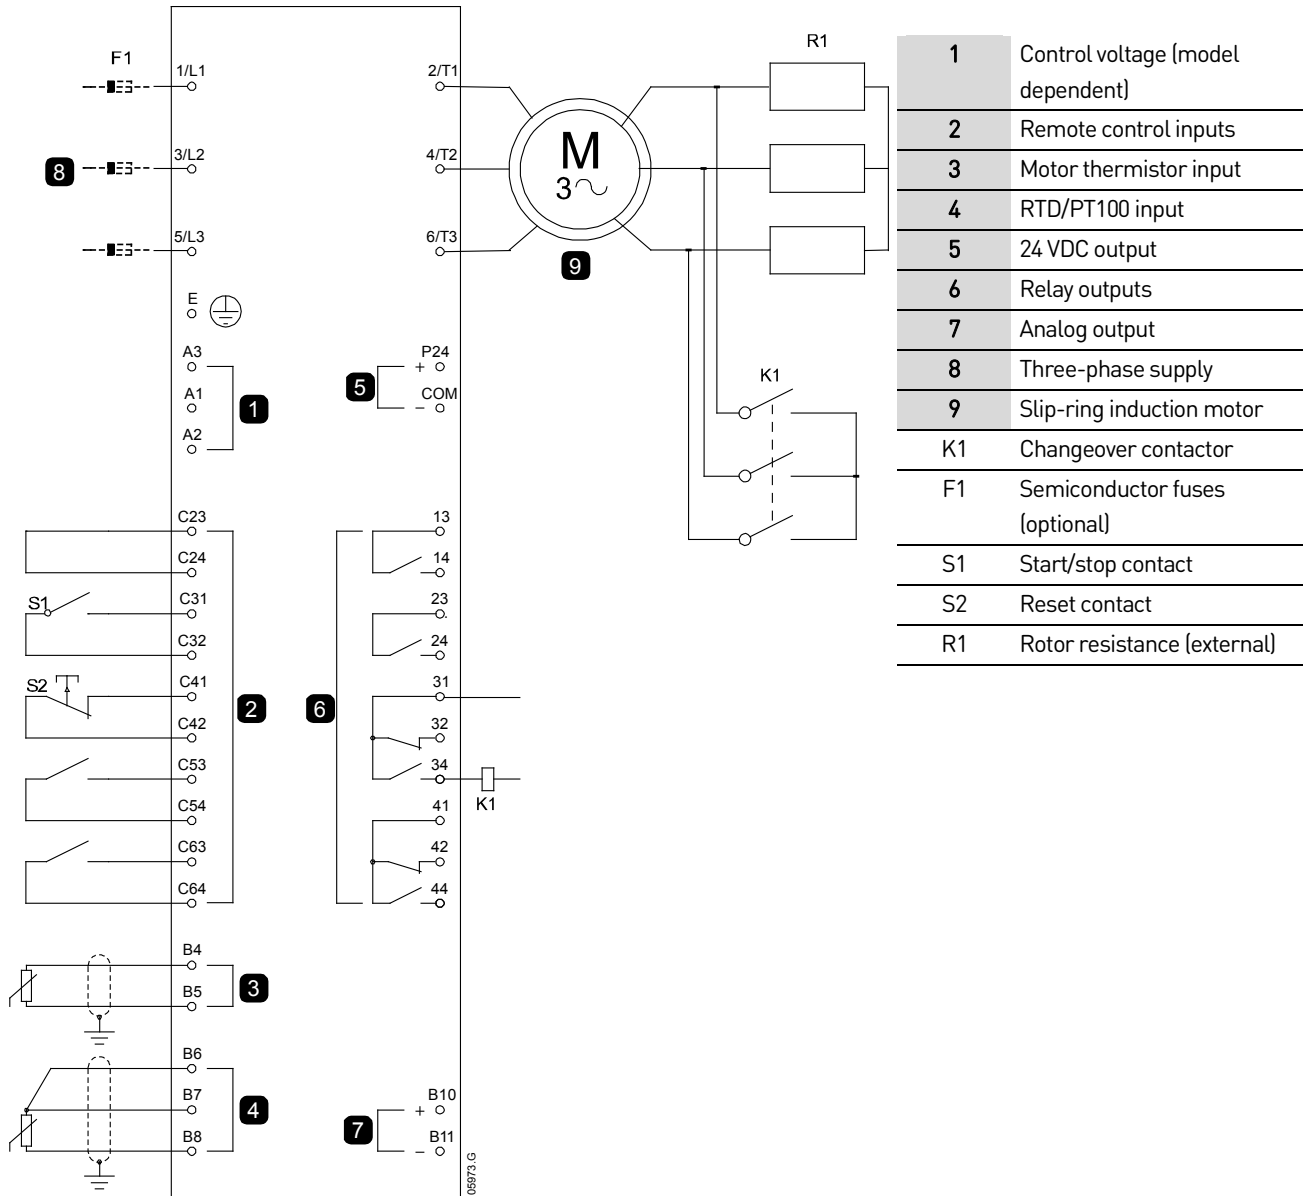 F1
1/L1
3/L2
8
5/L3
2/T1
4/T2
6/T3
M
3
9
R1
E
A3
A1
A2
1
P24
+
COM
−
5
K1
C23
C24
S1
C31
C32
S2
C41
C42
C53
C54
C63
C64
2
13
14
23
24
31
32
34
K1
41
42
44
6
B4
B5
3
B6
B7
B8
4
B10
+
B11
−
7
05973.G
1 Control voltage (model
dependent)
2 Remote control inputs
3 Motor thermistor input
4 RTD/PT100 input
5 24 VDC output
6 Relay outputs
7 Analog output
8 Three-phase supply
9 Slip-ring induction motor
K1 Changeover contactor
F1 Semiconductor fuses
(optional)
S1 Start/stop contact
S2 Reset contact
R1 Rotor resistance (external)